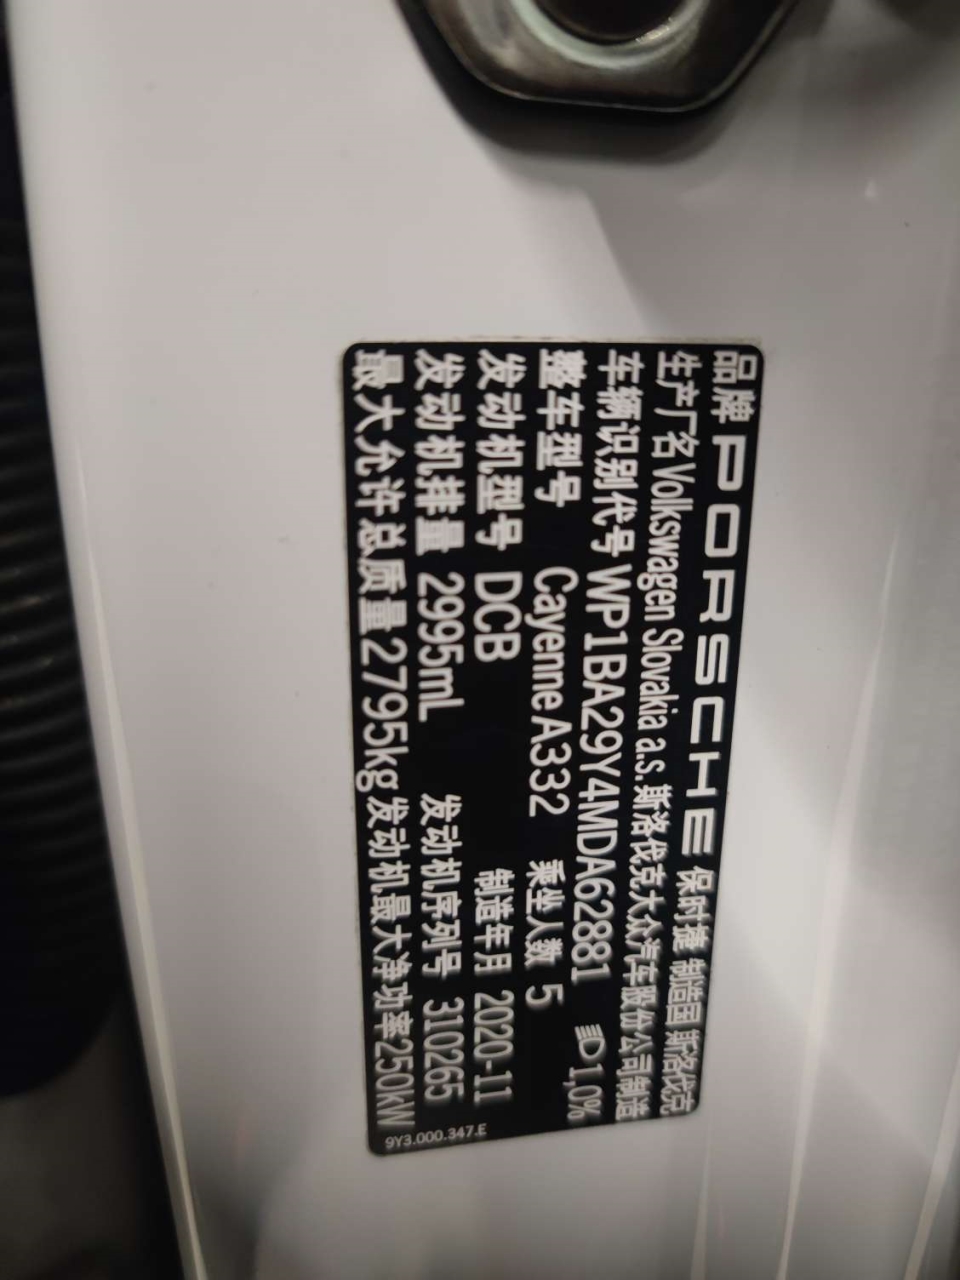 品牌 PORSCHE 保时捷 制造国 斯洛伐克
生产厂名 Volkswagen Slovakia a.s.斯洛伐克大众汽车股份公司制造
车辆识别代号 WP1BA29Y4MDA62881 1,0%
整车型号 Cayenne A332 乘坐人数 5
发动机型号 DCB 制造年月 2020-11
发动机排量 2995mL 发动机序列号 310265
最大允许总质量 2795kg 发动机最大净功率250kW
9Y3.000.347.E